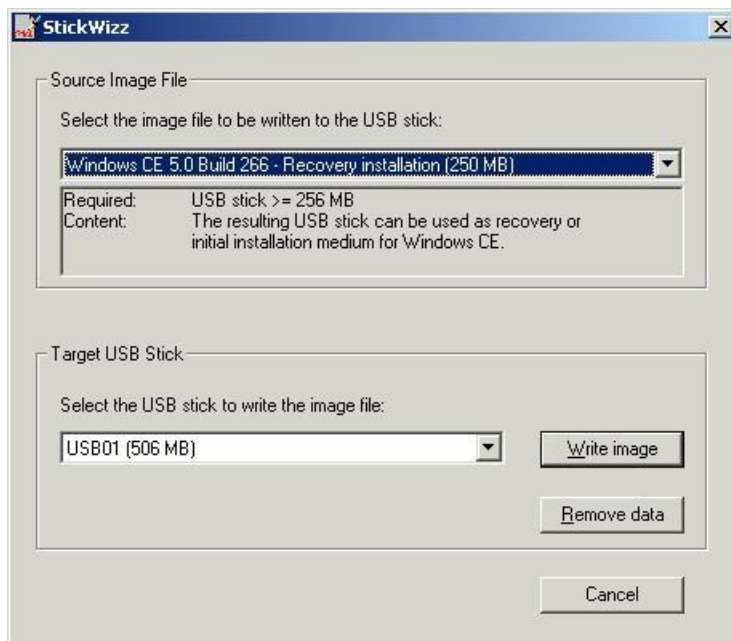 StickWizz
Source Image File
Select the image file to be written to the USB stick:
Windows CE 5.0 Build 266 - Recovery installation (250 MB)
Required: USB stick >= 256 MB
Content: The resulting USB stick can be used as recovery or
initial installation medium for Windows CE.
Target USB Stick
Select the USB stick to write the image file:
USB01 (506 MB)
Write image
Remove data
Cancel